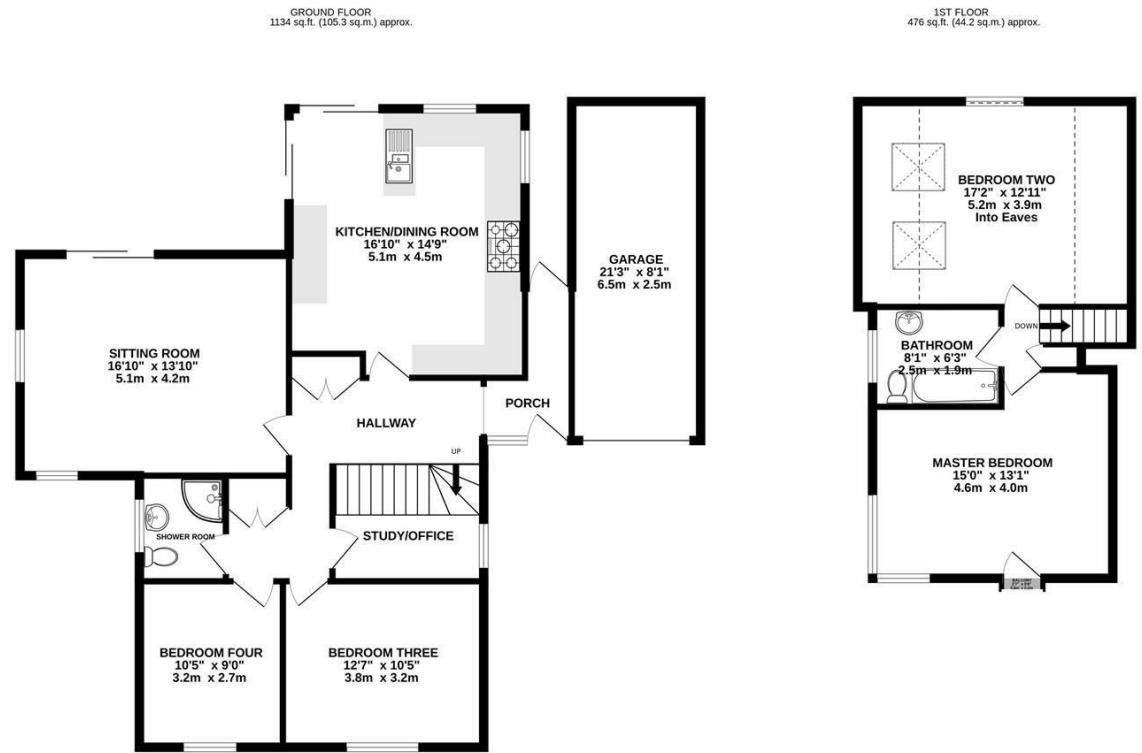 GROUND FLOOR
1134 sq.ft. (105.3 sq.m.) approx.
1ST FLOOR
476 sq.ft. (44.2 sq.m.) approx.
KITCHEN/DINING ROOM
16'10" x 14'9"
5.1m x 4.5m
GARAGE
21'3" x 8'1"
6.5m x 2.5m
SITTING ROOM
16'10" x 13'10"
5.1m x 4.2m
PORCH
HALLWAY
UP
STUDY/OFFICE
SHOWER ROOM
BEDROOM FOUR
10'5" x 9'0"
3.2m x 2.7m
BEDROOM THREE
12'7" x 10'5"
3.8m x 3.2m
BEDROOM TWO
17'2" x 12'11"
5.2m x 3.9m
Into Eaves
DOWN
BATHROOM
8'1" x 6'3"
2.5m x 1.9m
MASTER BEDROOM
15'0" x 13'1"
4.6m x 4.0m
BALCONY